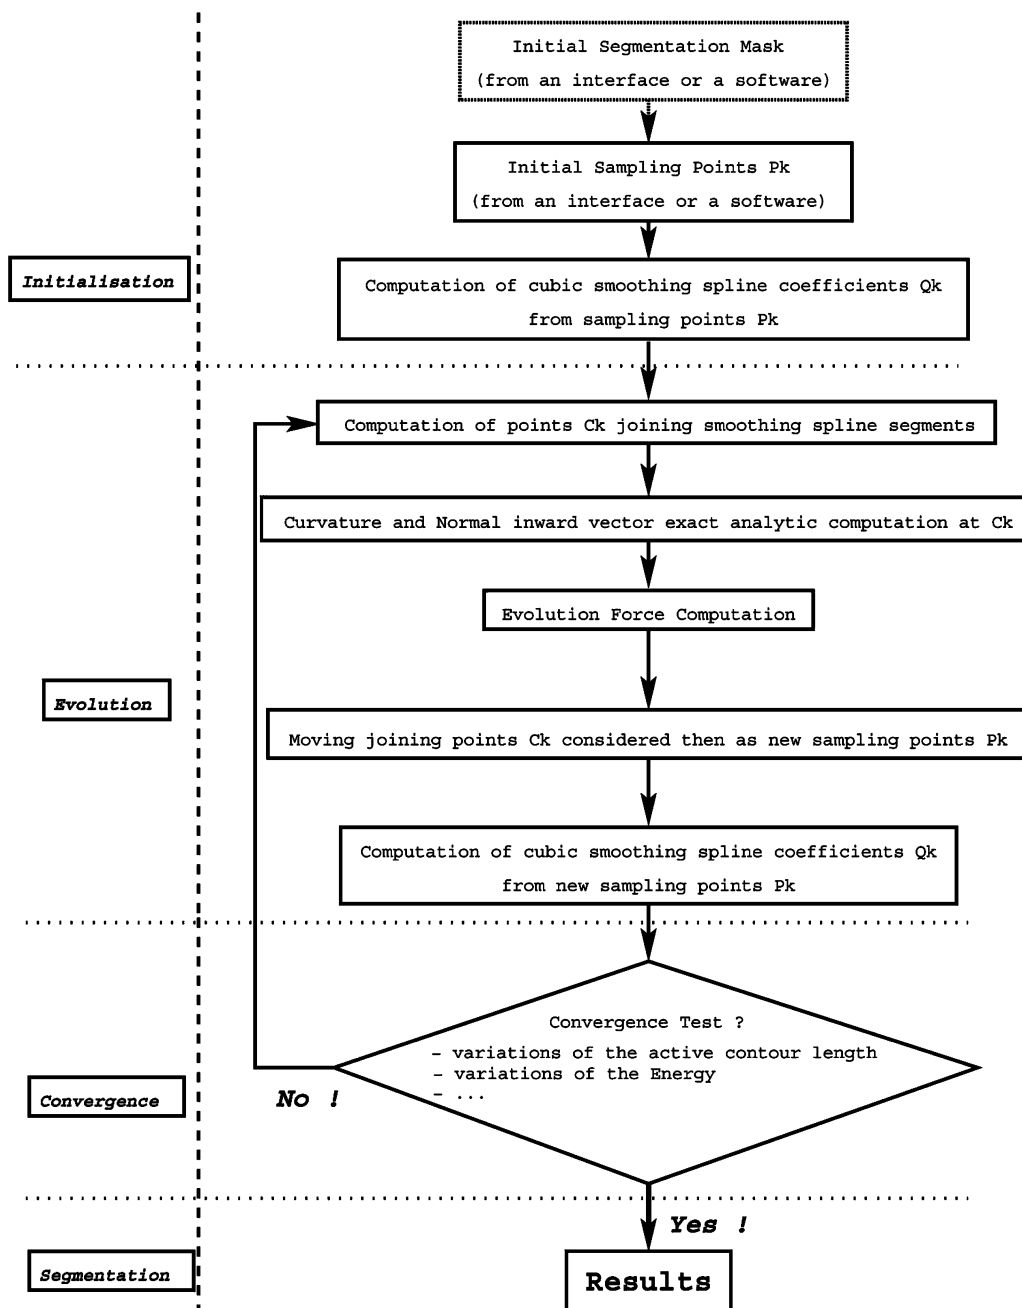 Initial Segmentation Mask
(from an interface or a software)
Initial Sampling Points Pk
(from an interface or a software)
Initialisation
Computation of cubic smoothing spline coefficients Qk
from sampling points Pk
Computation of points Ck joining smoothing spline segments
Curvature and Normal inward vector exact analytic computation at Ck
Evolution Force Computation
Evolution
Moving joining points Ck considered then as new sampling points Pk
Computation of cubic smoothing spline coefficients Qk
from new sampling points Pk
Convergence Test ?
- variations of the active contour length
- variations of the Energy
- ...
Convergence
No !
Yes !
Segmentation
Results